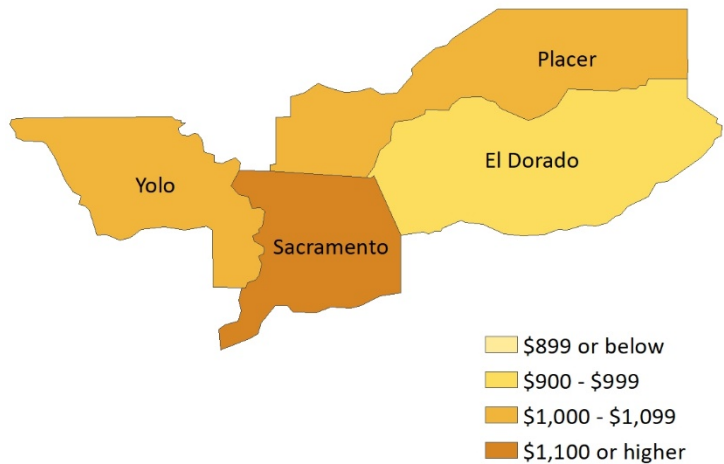 Placer
El Dorado
Yolo
Sacramento
$899 or below
$900 - $999
$1,000 - $1,099
$1,100 or higher